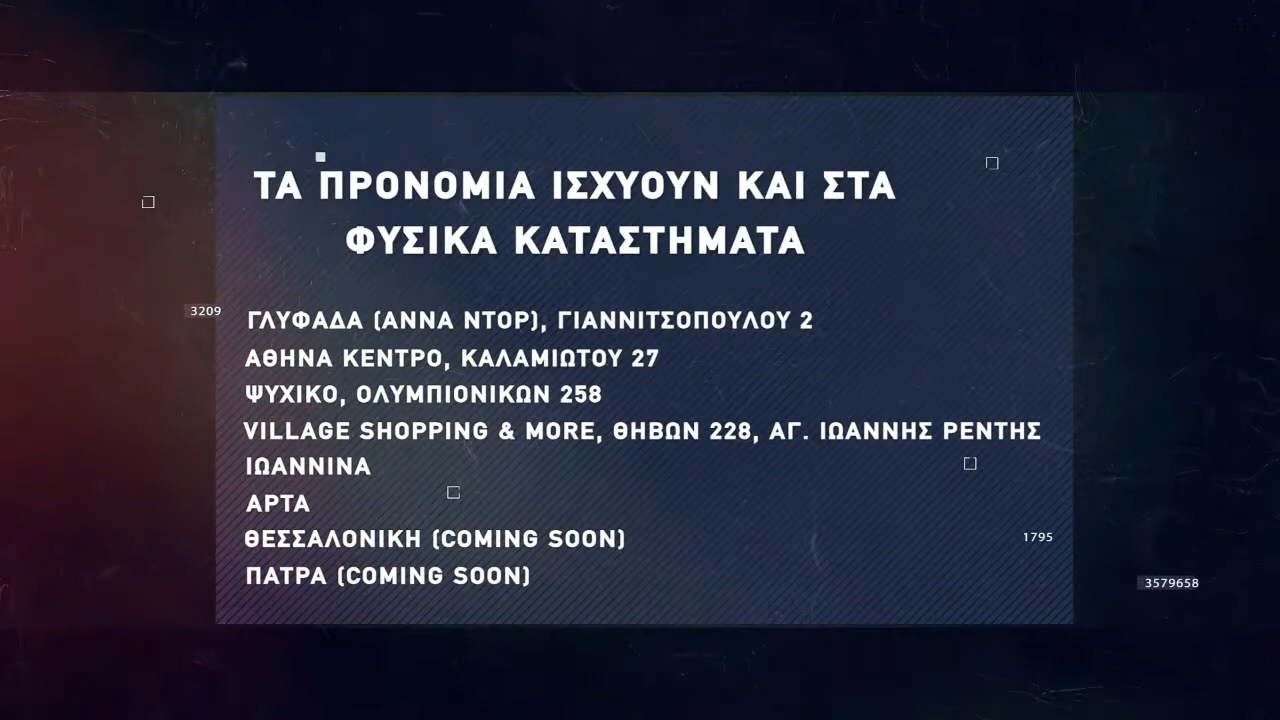 ΤΑ ΠΡΟΝΟΜΙΑ ΙΣΧΥΟΥΝ ΚΑΙ ΣΤΑ
ΦΥΣΙΚΑ ΚΑΤΑΣΤΗΜΑΤΑ
3209
ΓΛΥΦΑΔΑ (ΑΝΝΑ ΝΤΟΡ), ΓΙΑΝΝΙΤΣΟΠΟΥΛΟΥ 2
ΑΘΗΝΑ ΚΕΝΤΡΟ, ΚΑΛΑΜΙΩΤΟΥ 27
ΨΥΧΙΚΟ, ΟΛΥΜΠΙΟΝΙΚΩΝ 258
VILLAGE SHOPPING & MORE, ΘΗΒΩΝ 228, ΑΓ. ΙΩΑΝΝΗΣ ΡΕΝΤΗΣ
ΙΩΑΝΝΙΝΑ
ΑΡΤΑ
ΘΕΣΣΑΛΟΝΙΚΗ (COMING SOON)
1795
ΠΑΤΡΑ (COMING SOON)
3579658